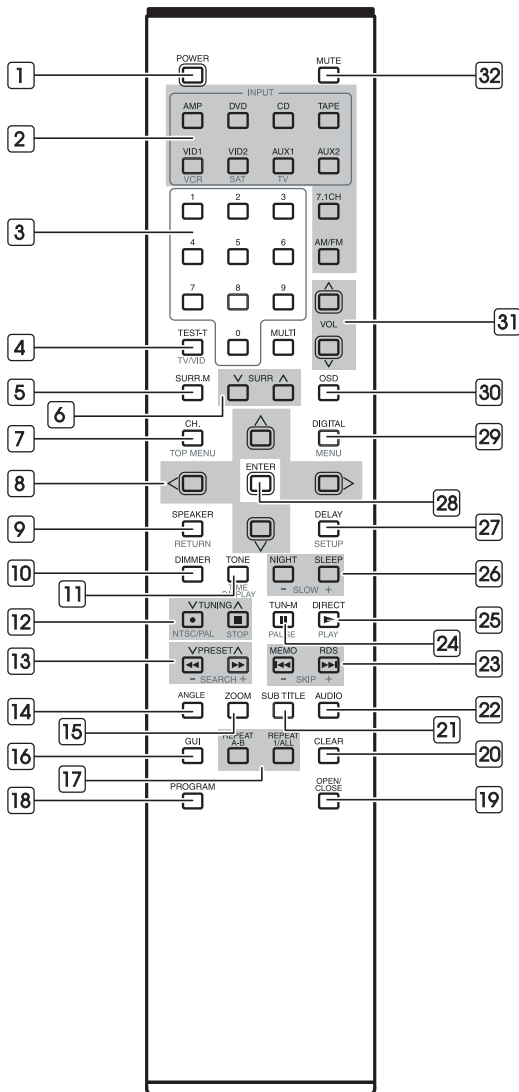 POWER MUTE
1 32
INPUT
AMP DVD CD TAPE
2
VID1 VID2 AUX1 AUX2
VCR SAT TV
1 2 3 7.1CH
3
4 5 6 AM/FM
7 8 9
VOL 31
4 TEST-T 0 MULTI
TV/VID
5 SURR.M SURR OSD 30
6
7 CH. DIGITAL 29
TOP MENU MENU
8 ENTER
28
9 SPEAKER DELAY 27
RETURN SETUP
10 DIMMER TONE NIGHT SLEEP 26
11 TIME DISPLAY - SLOW +
12 TUNING TUN-M DIRECT 25
NTSC/PAL STOP PAUSE PLAY
24
13 PRESET MEMO RDS 23
- SEARCH + - SKIP +
14 ANGLE ZOOM SUB TITLE AUDIO 22
15 21
16 GUI REPEAT A-B REPEAT 1/ALL CLEAR 20
17
18 PROGRAM OPEN/CLOSE 19